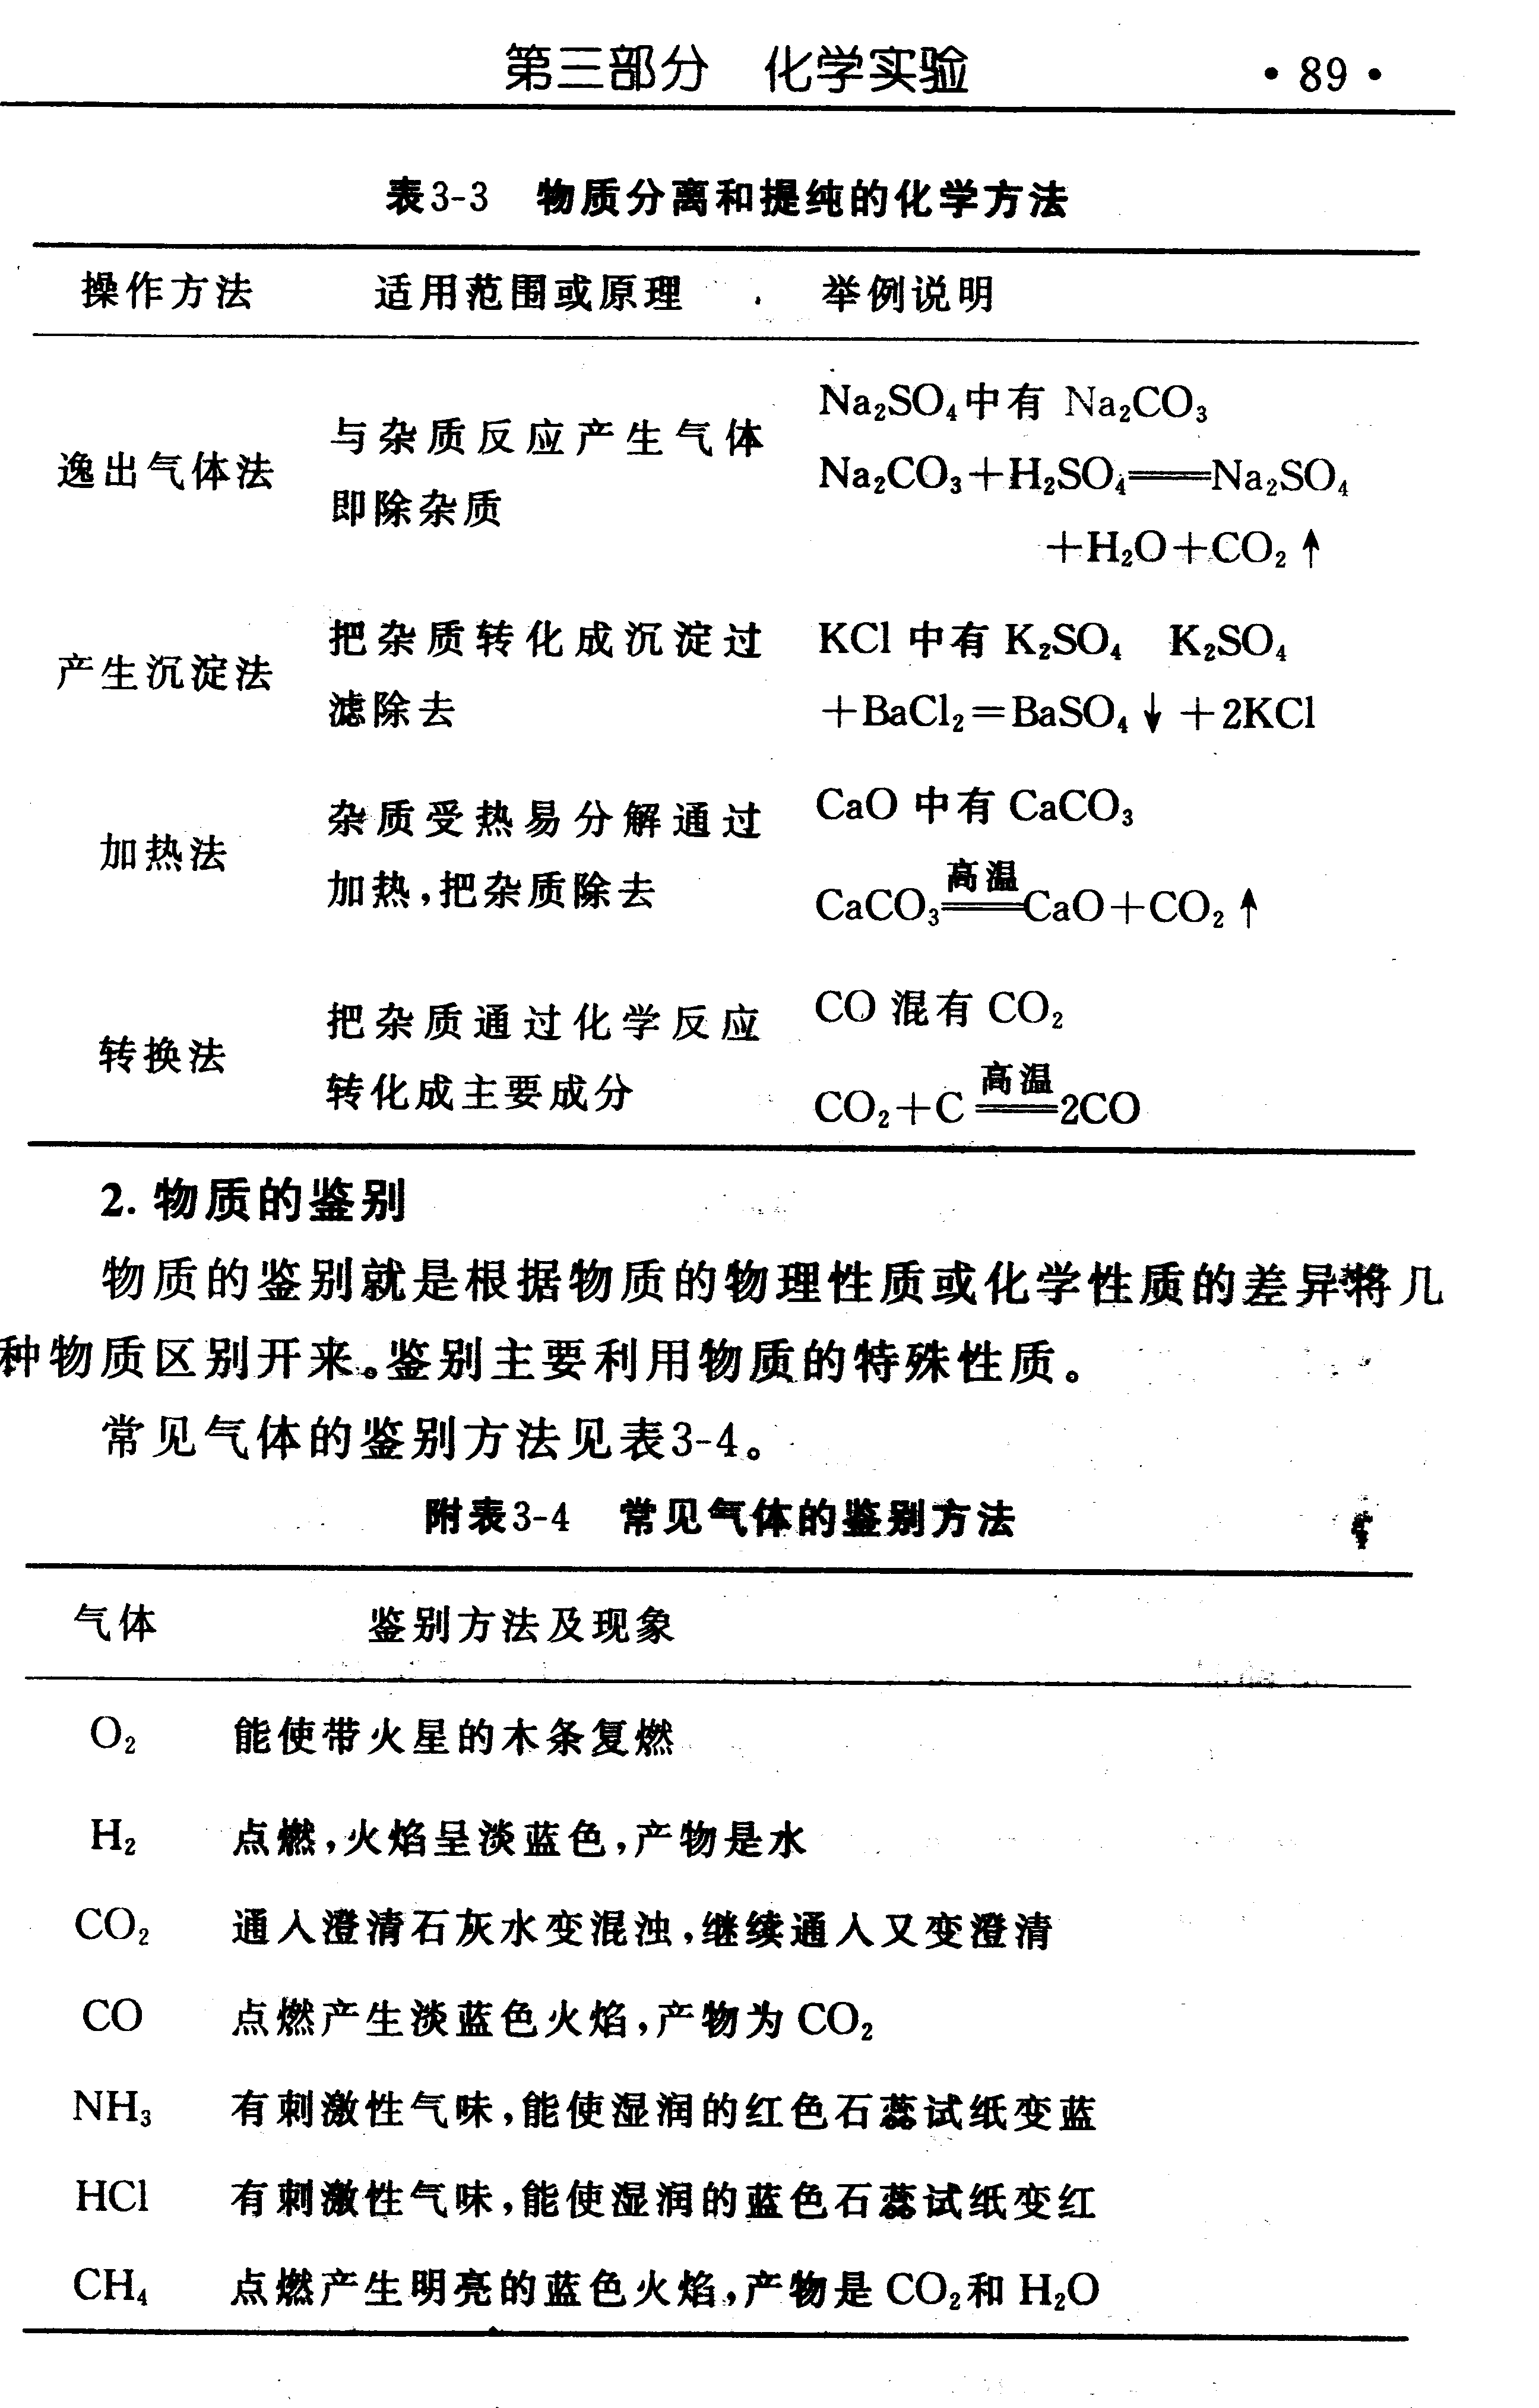 第三部分 化学实验 · 89 ·
表3-3 物质分离和提纯的化学方法
操作方法 适用范围或原理 举例说明
逸出气体法
与杂质反应产生气体
即除杂质
Na₂SO₄中有 Na₂CO₃
Na₂CO₃+H₂SO₄══Na₂SO₄
+H₂O+CO₂↑
产生沉淀法
把杂质转化成沉淀过
滤除去
KCl 中有 K₂SO₄ K₂SO₄
+BaCl₂=BaSO₄↓+2KCl
加热法
杂质受热易分解通过
加热,把杂质除去
CaO 中有 CaCO₃
高温
CaCO₃══CaO+CO₂↑
转换法
把杂质通过化学反应
转化成主要成分
CO 混有 CO₂
高温
CO₂+C══2CO
2. 物质的鉴别
物质的鉴别就是根据物质的物理性质或化学性质的差异将几
种物质区别开来。鉴别主要利用物质的特殊性质。
常见气体的鉴别方法见表3-4。
附表3-4 常见气体的鉴别方法
气体 鉴别方法及现象
O₂ 能使带火星的木条复燃
H₂ 点燃,火焰呈淡蓝色,产物是水
CO₂ 通入澄清石灰水变混浊,继续通入又变澄清
CO 点燃产生淡蓝色火焰,产物为 CO₂
NH₃ 有刺激性气味,能使湿润的红色石蕊试纸变蓝
HCl 有刺激性气味,能使湿润的蓝色石蕊试纸变红
CH₄ 点燃产生明亮的蓝色火焰,产物是 CO₂和 H₂O